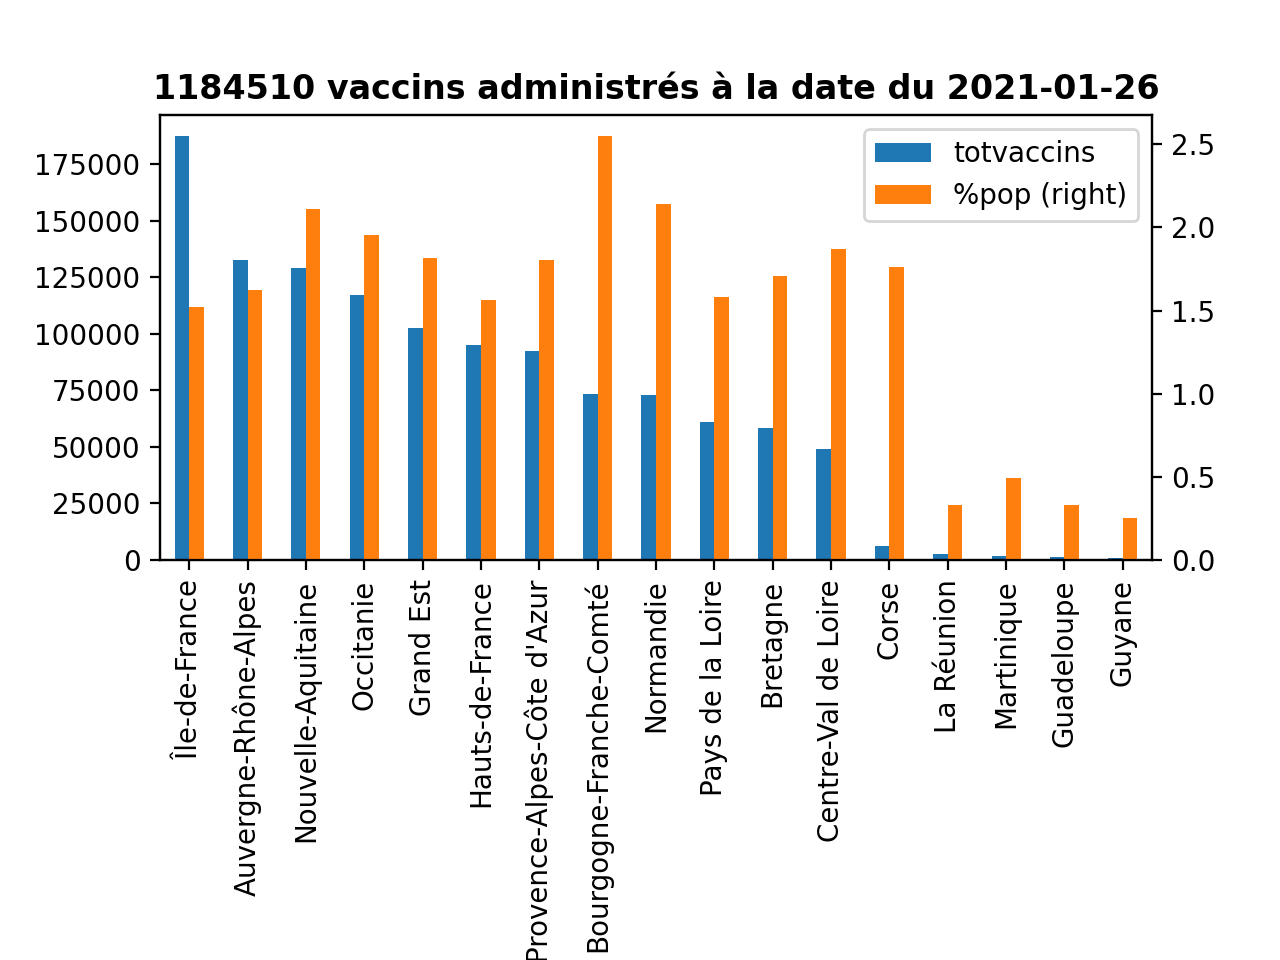 1184510 vaccins administrés à la date du 2021-01-26
totvaccins
%pop (right)
175000
150000
125000
100000
75000
50000
25000
0
2.5
2.0
1.5
1.0
0.5
0.0
Île-de-France
Auvergne-Rhône-Alpes
Nouvelle-Aquitaine
Occitanie
Grand Est
Hauts-de-France
Provence-Alpes-Côte d'Azur
Bourgogne-Franche-Comté
Normandie
Pays de la Loire
Bretagne
Centre-Val de Loire
Corse
La Réunion
Martinique
Guadeloupe
Guyane